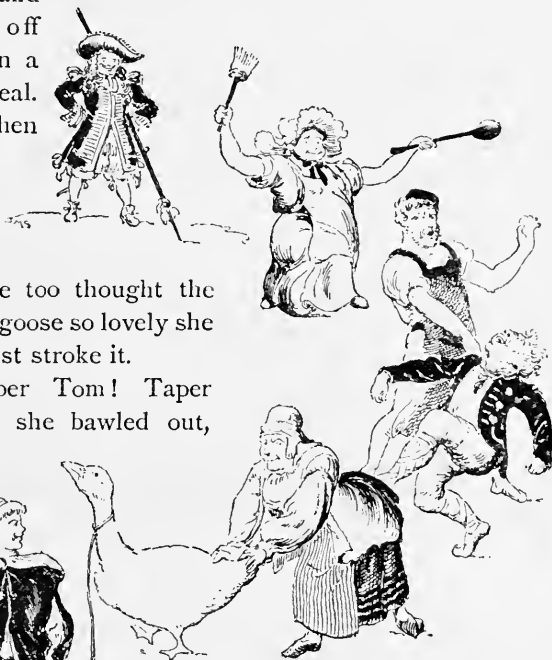 off
n a
eal.
hen
e too thought the
goose so lovely she
st stroke it.
per Tom! Taper
she bawled out,